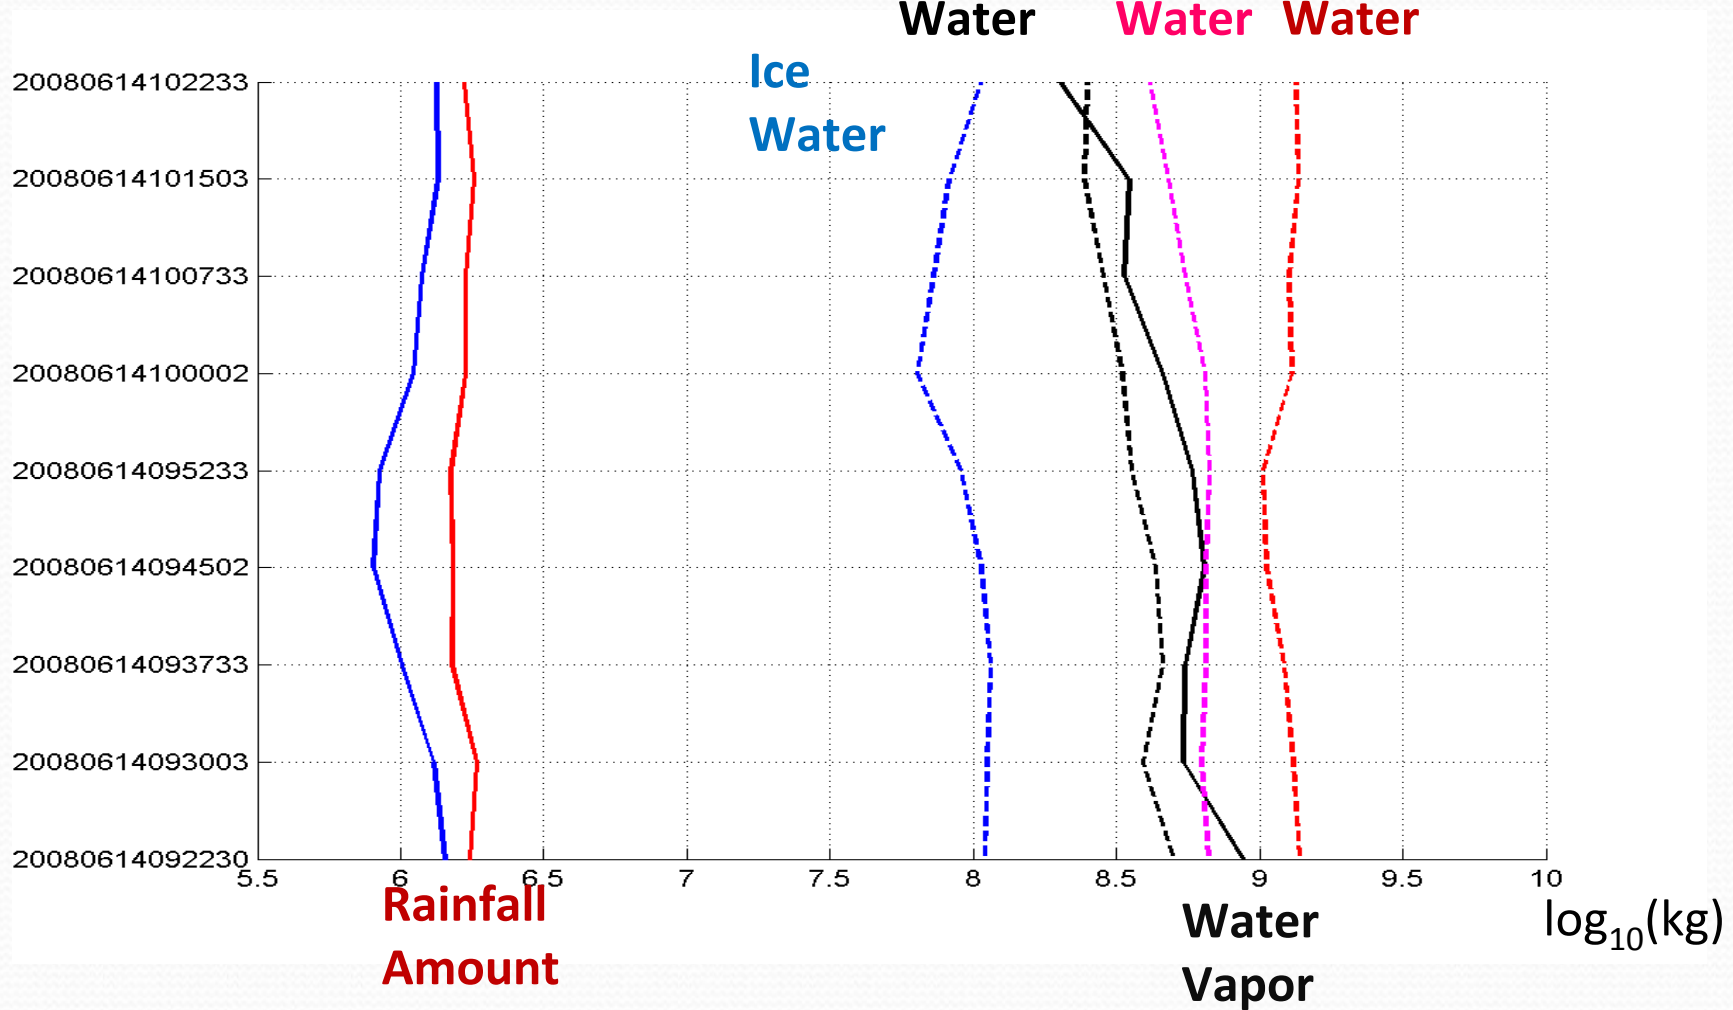 Water Water Water
Ice
Water
20080614102233
20080614101503
20080614100733
20080614100002
20080614095233
20080614094502
20080614093733
20080614093003
20080614092230
5.5 6 6.5 7 7.5 8 8.5 9 9.5 10
Rainfall
Amount
Water
Vapor
log10(kg)